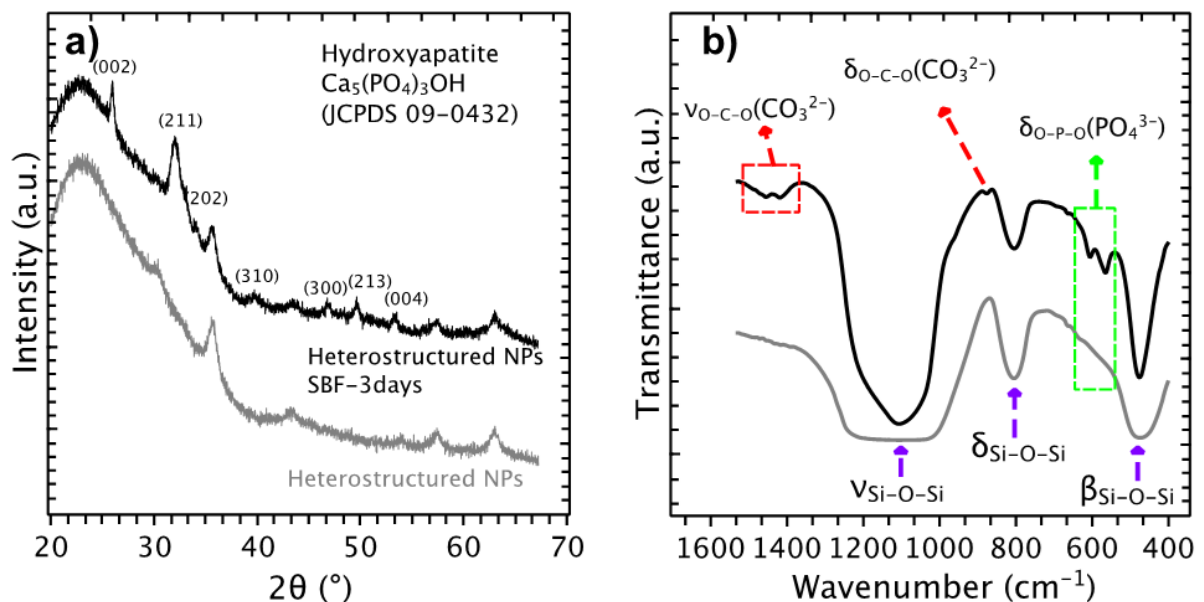 a)
Hydroxyapatite
Ca₅(PO₄)₃OH
(JCPDS 09–0432)
(002)
(211)
(202)
(310)
(300)
(213)
(004)
Heterostructured NPs
SBF–3days
Heterostructured NPs
Intensity (a.u.)
20 30 40 50 60 70
2θ (°)
b)
δO–C–O(CO₃²⁻)
νO–C–O(CO₃²⁻)
δO–P–O(PO₄³⁻)
δSi–O–Si
νSi–O–Si
βSi–O–Si
Transmittance (a.u.)
1600 1400 1200 1000 800 600 400
Wavenumber (cm⁻¹)